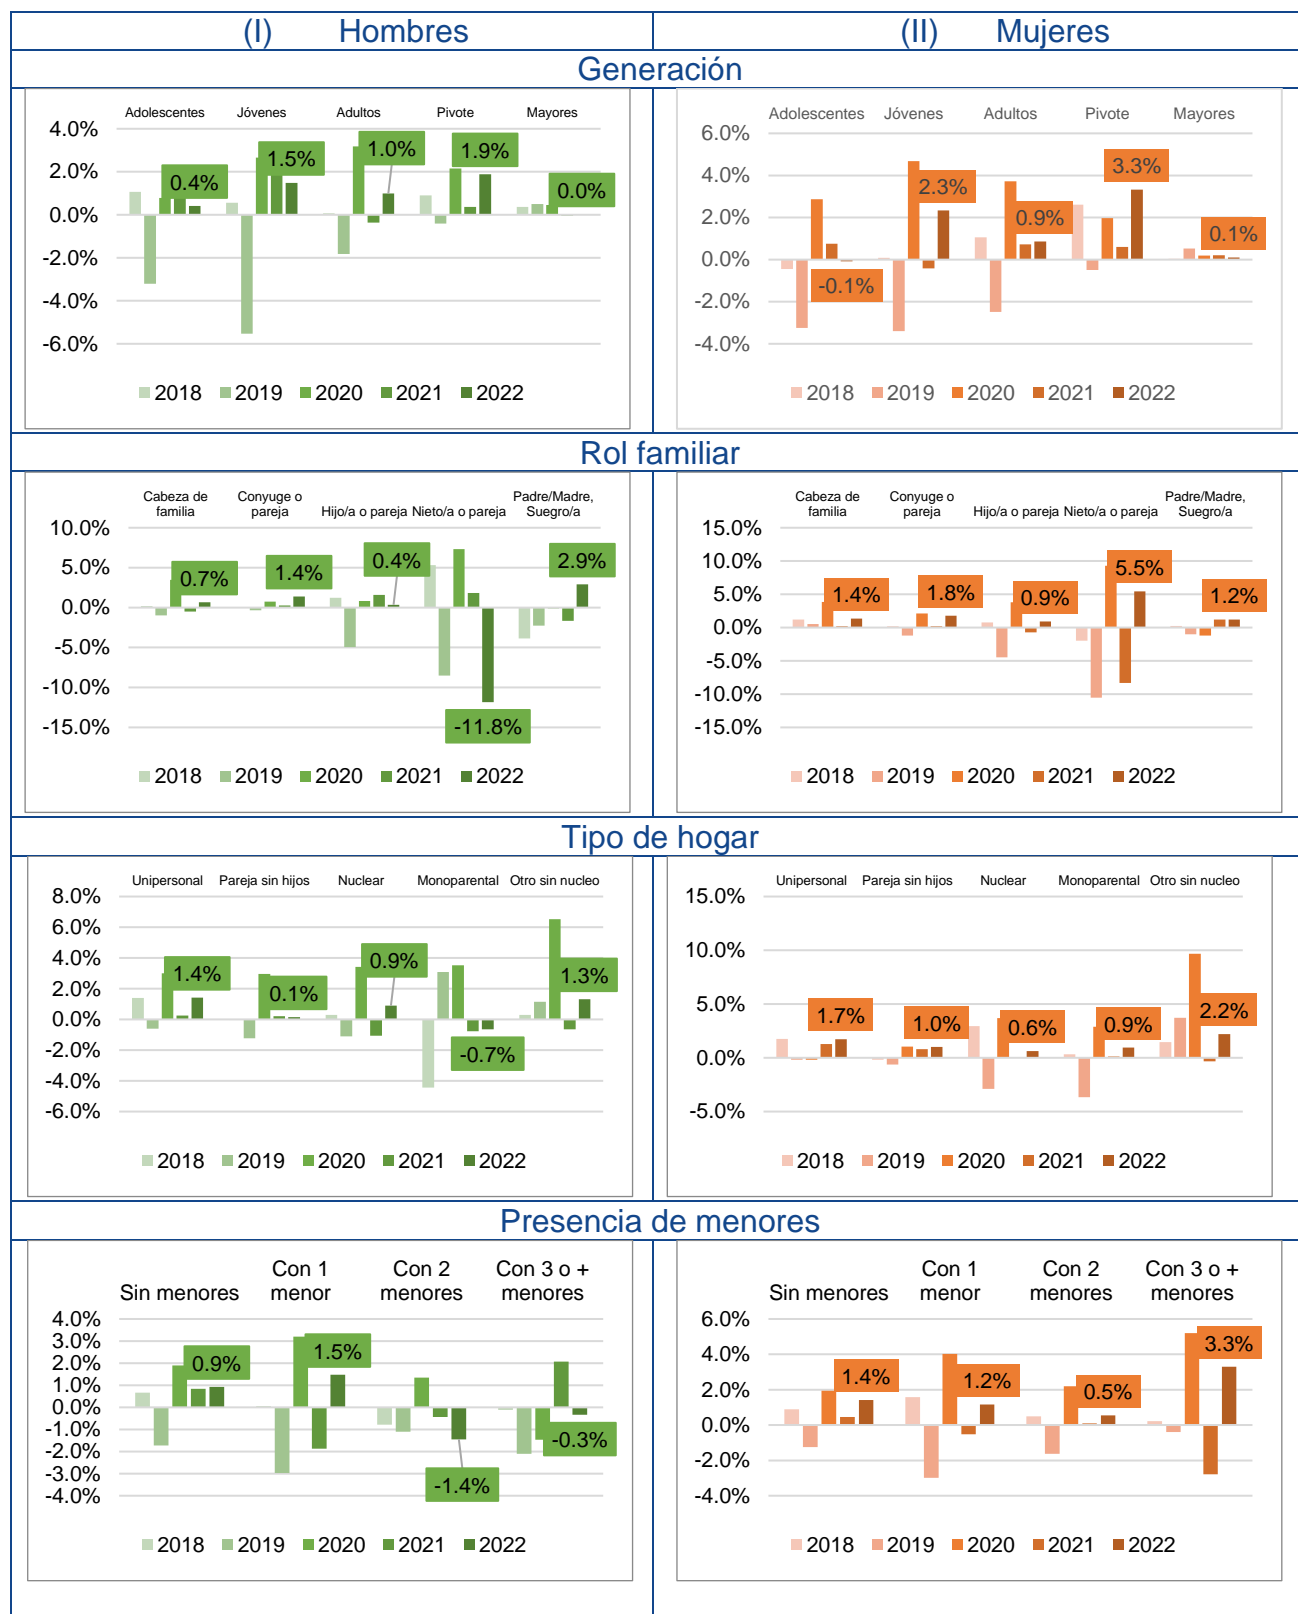 (I) Hombres
(II) Mujeres
Generación
Adolescentes Jóvenes Adultos Pivote Mayores
4.0%
2.0%
0.0%
-2.0%
-4.0%
-6.0%
0.4%
1.5%
1.0%
1.9%
0.0%
2018 2019 2020 2021 2022
Adolescentes Jóvenes Adultos Pivote Mayores
6.0%
4.0%
2.0%
0.0%
-2.0%
-4.0%
-0.1%
2.3%
0.9%
3.3%
0.1%
2018 2019 2020 2021 2022
Rol familiar
Cabeza de familia
Conyuge o pareja
Hijo/a o pareja
Nieto/a o pareja
Padre/Madre, Suegro/a
10.0%
5.0%
0.0%
-5.0%
-10.0%
-15.0%
0.7%
1.4%
0.4%
-11.8%
2.9%
2018 2019 2020 2021 2022
Cabeza de familia
Conyuge o pareja
Hijo/a o pareja
Nieto/a o pareja
Padre/Madre, Suegro/a
15.0%
10.0%
5.0%
0.0%
-5.0%
-10.0%
-15.0%
1.4%
1.8%
0.9%
5.5%
1.2%
2018 2019 2020 2021 2022
Tipo de hogar
Unipersonal Pareja sin hijos Nuclear Monoparental Otro sin nucleo
8.0%
6.0%
4.0%
2.0%
0.0%
-2.0%
-4.0%
-6.0%
1.4%
0.1%
0.9%
-0.7%
1.3%
2018 2019 2020 2021 2022
Unipersonal Pareja sin hijos Nuclear Monoparental Otro sin nucleo
15.0%
10.0%
5.0%
0.0%
-5.0%
1.7%
1.0%
0.6%
0.9%
2.2%
2018 2019 2020 2021 2022
Presencia de menores
Sin menores
Con 1 menor
Con 2 menores
Con 3 o + menores
4.0%
3.0%
2.0%
1.0%
0.0%
-1.0%
-2.0%
-3.0%
-4.0%
0.9%
1.5%
-1.4%
-0.3%
2018 2019 2020 2021 2022
Sin menores
Con 1 menor
Con 2 menores
Con 3 o + menores
6.0%
4.0%
2.0%
0.0%
-2.0%
-4.0%
1.4%
1.2%
0.5%
3.3%
2018 2019 2020 2021 2022